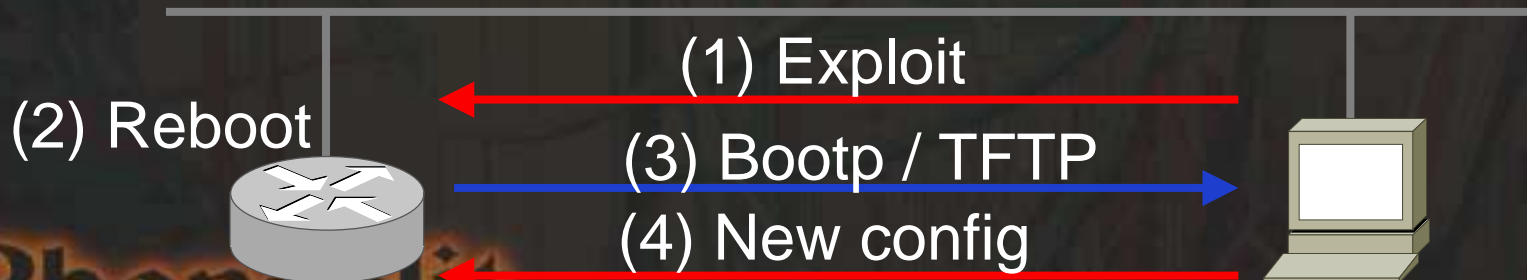 (1) Exploit
(2) Reboot
(3) Bootp / TFTP
(4) New config